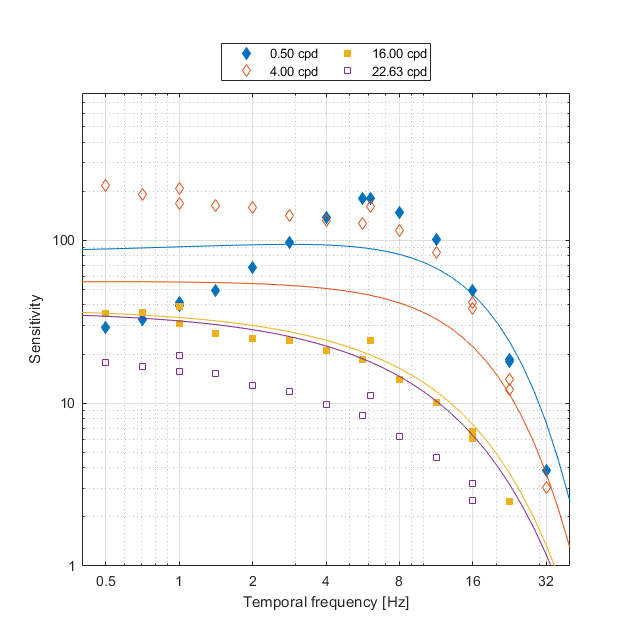 0.50 cpd 16.00 cpd
4.00 cpd 22.63 cpd
100
10
1
Sensitivity
0.5 1 2 4 8 16 32
Temporal frequency [Hz]